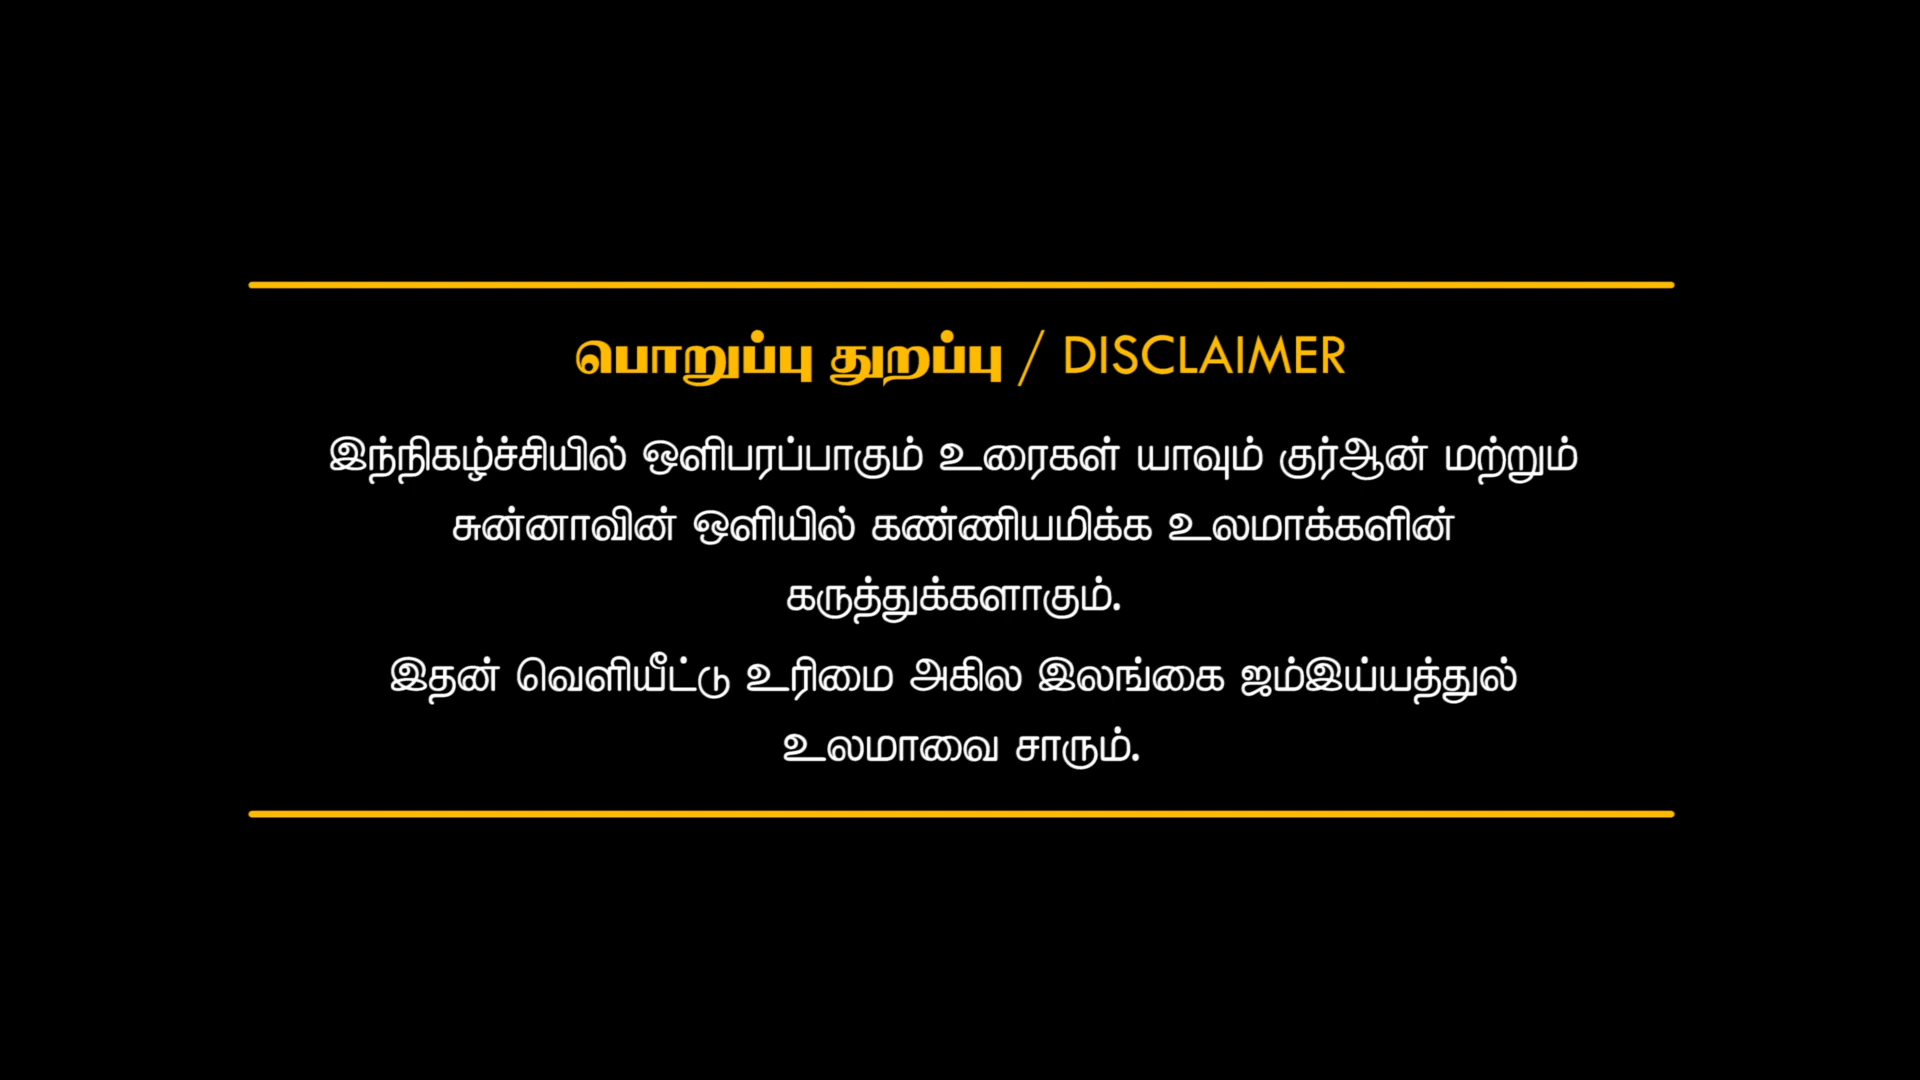 பொறுப்பு துறப்பு / DISCLAIMER
இந்நிகழ்ச்சியில் ஒளிபரப்பாகும் உரைகள் யாவும் குர்ஆன் மற்றும்
சுன்னாவின் ஒளியில் கண்ணியமிக்க உலமாக்களின்
கருத்துக்களாகும்.
இதன் வெளியீட்டு உரிமை அகில இலங்கை ஜம்இய்யத்துல்
உலமாவை சாரும்.